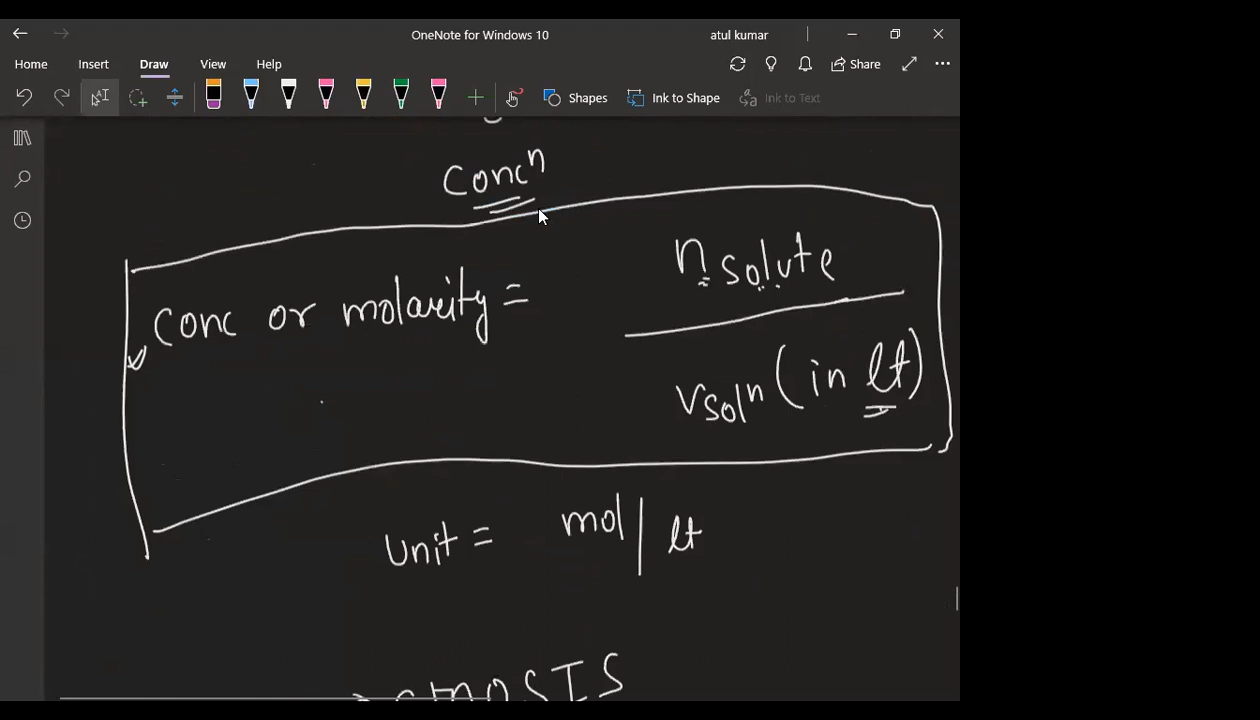 OneNote for Windows 10
atul kumar
Home Insert Draw View Help
Share
Shapes Ink to Shape Ink to Text
Concⁿ
Conc or molarity = n solute / V solⁿ (in lt)
Unit = mol / lt